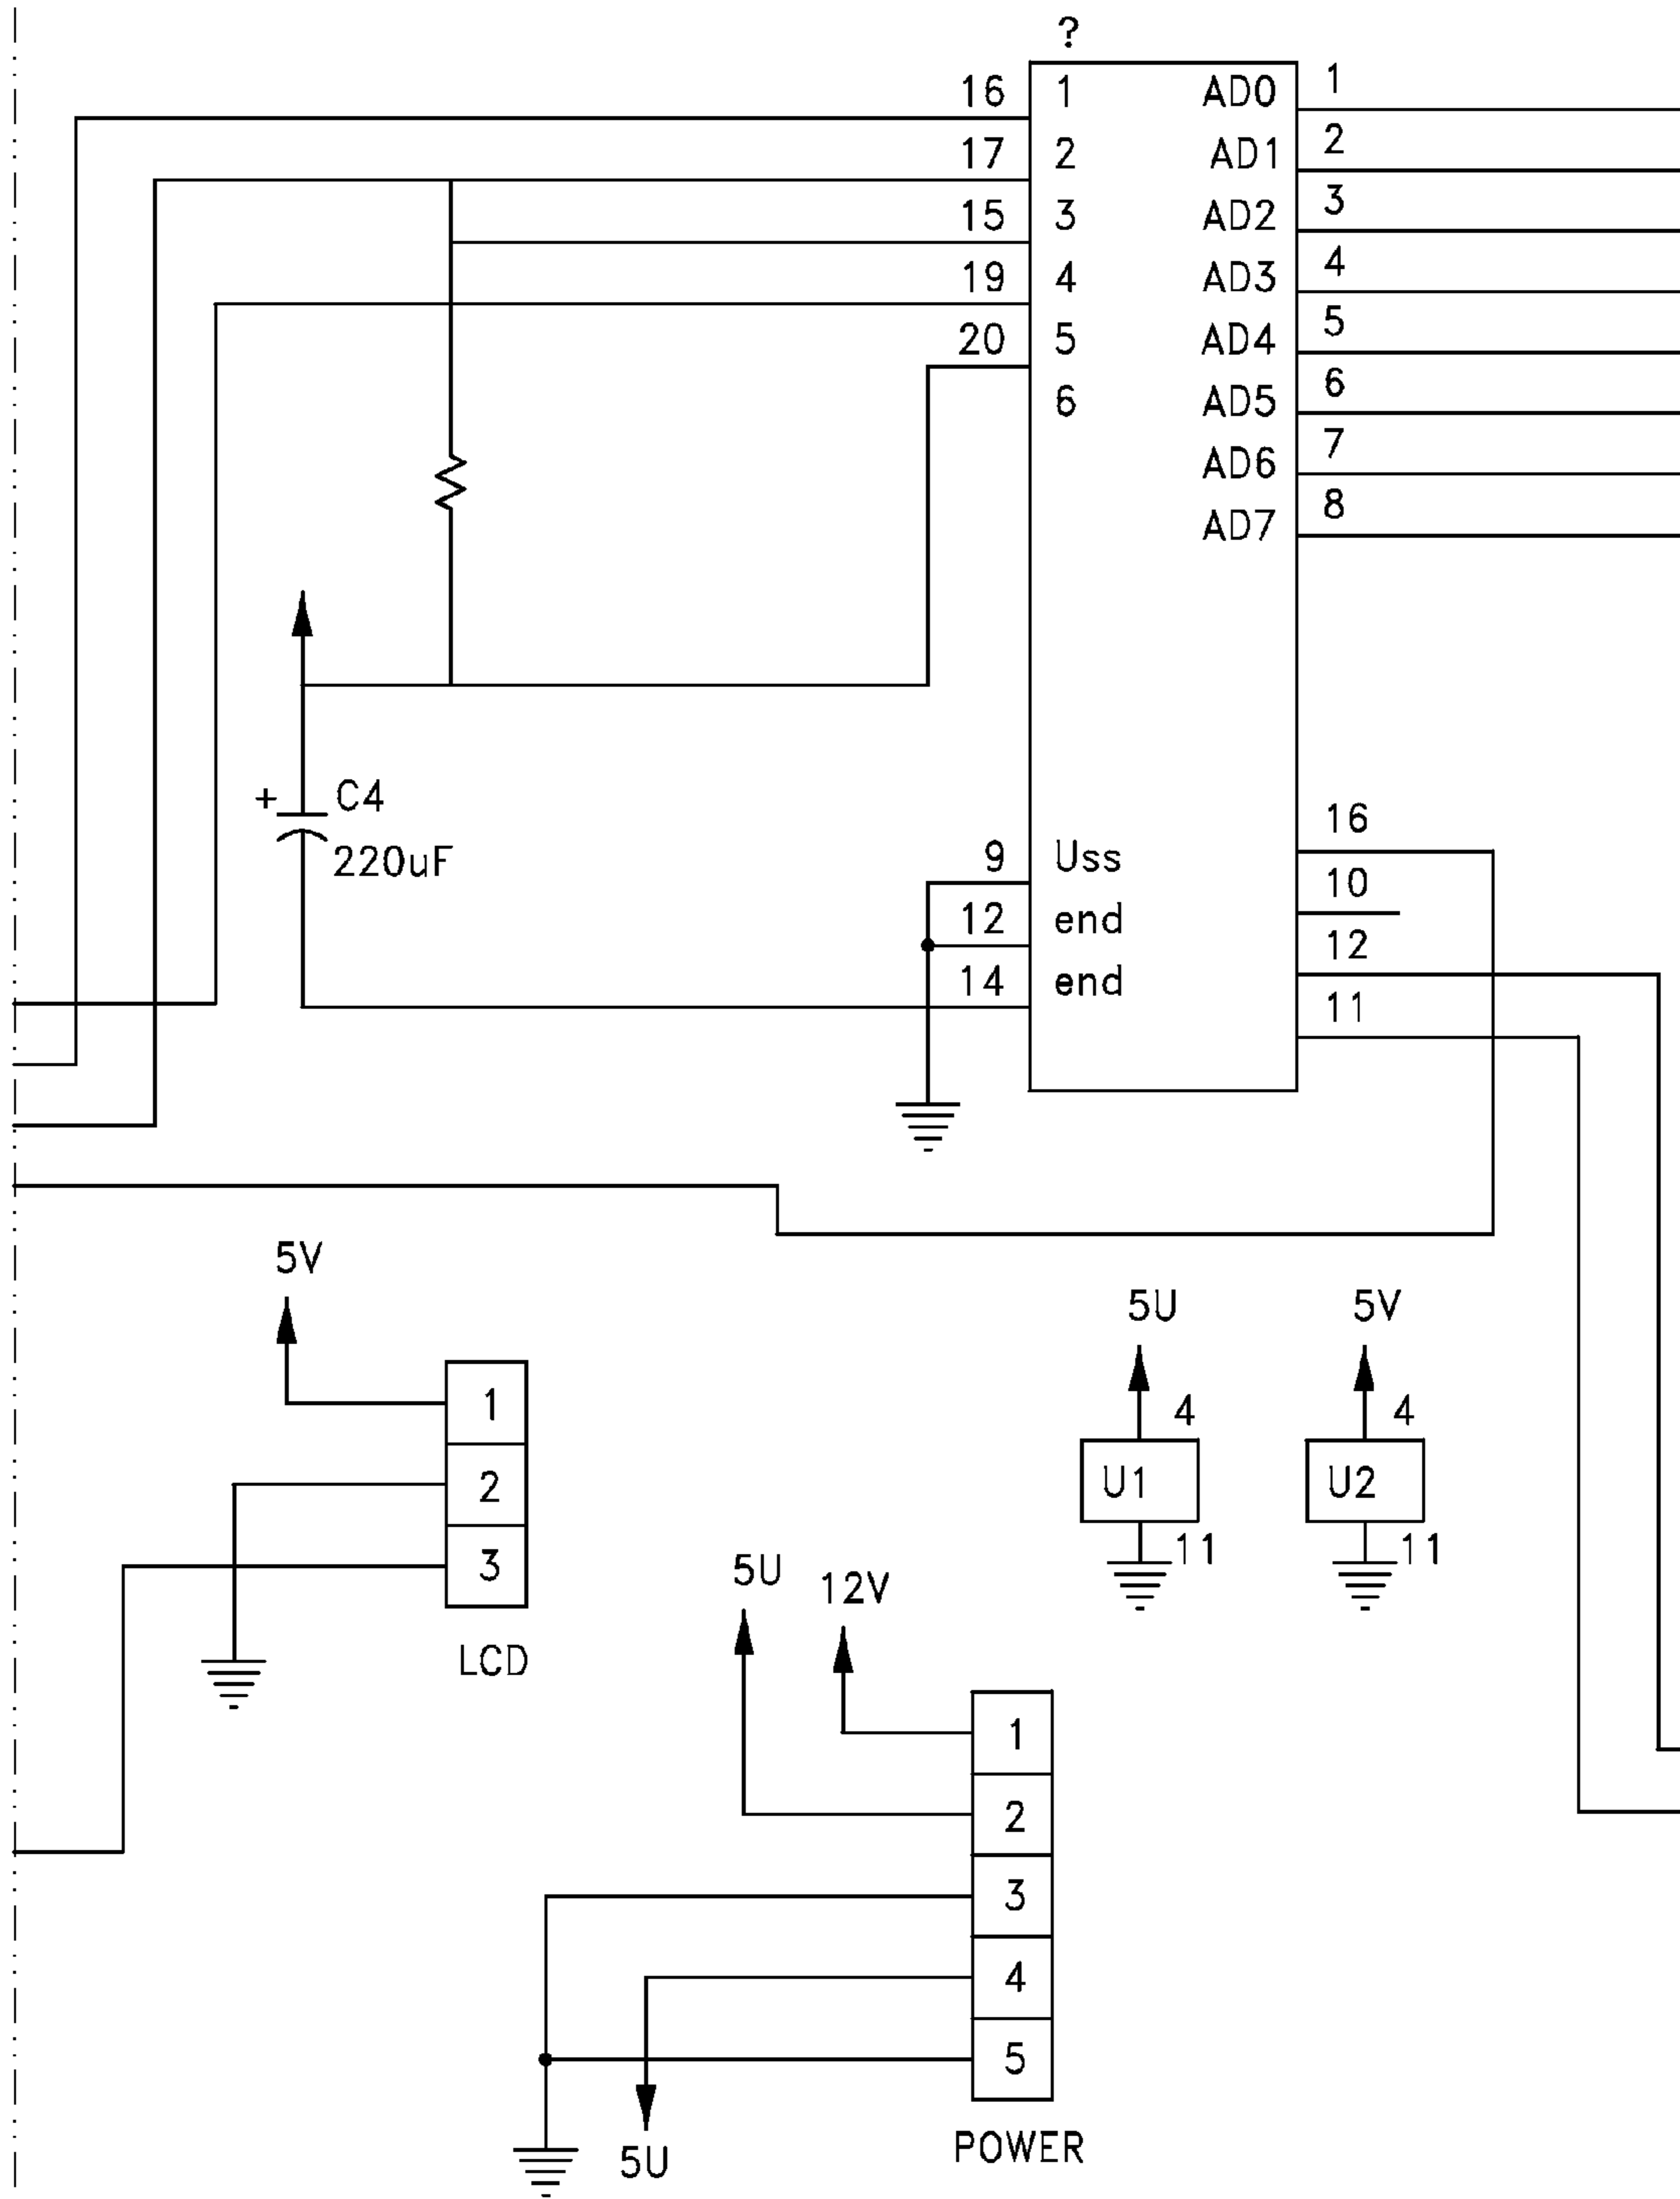 ?
16 1 AD0 1
17 2 AD1 2
15 3 AD2 3
19 4 AD3 4
20 5 AD4 5
6 AD5 6
AD6 7
AD7 8
+ C4
220uF
16
9 Uss
10
12 end
12
14 end
11
5V
5U 5V
1
4 4
2
U1 U2
3
11 11
LCD
5U 12V
1
2
3
4
5
POWER
5U